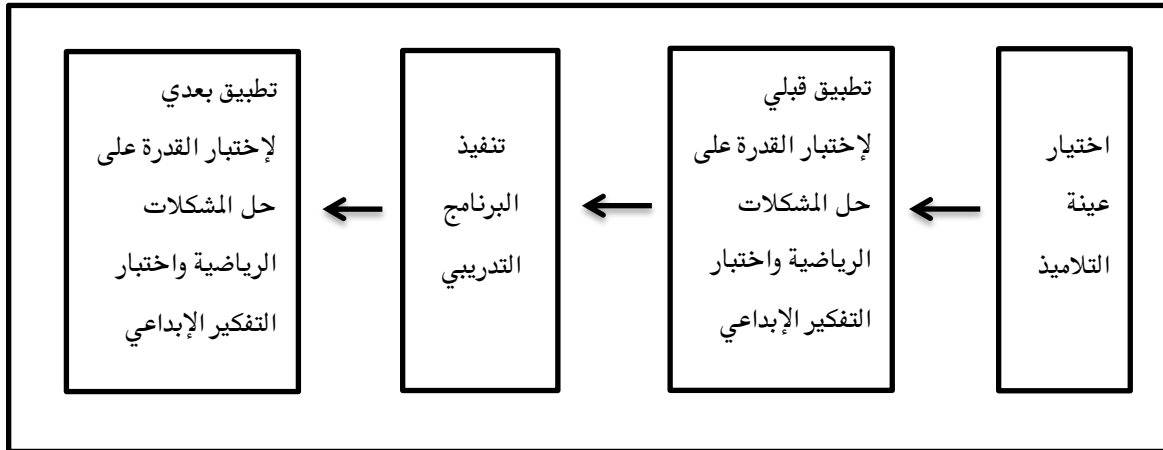 اختيار
عينة
التلاميذ
تطبيق قبلي
لإختبار القدرة على
حل المشكلات
الرياضية واختبار
التفكير الإبداعي
تنفيذ
البرنامج
التدريبي
تطبيق بعدي
لإختبار القدرة على
حل المشكلات
الرياضية واختبار
التفكير الإبداعي